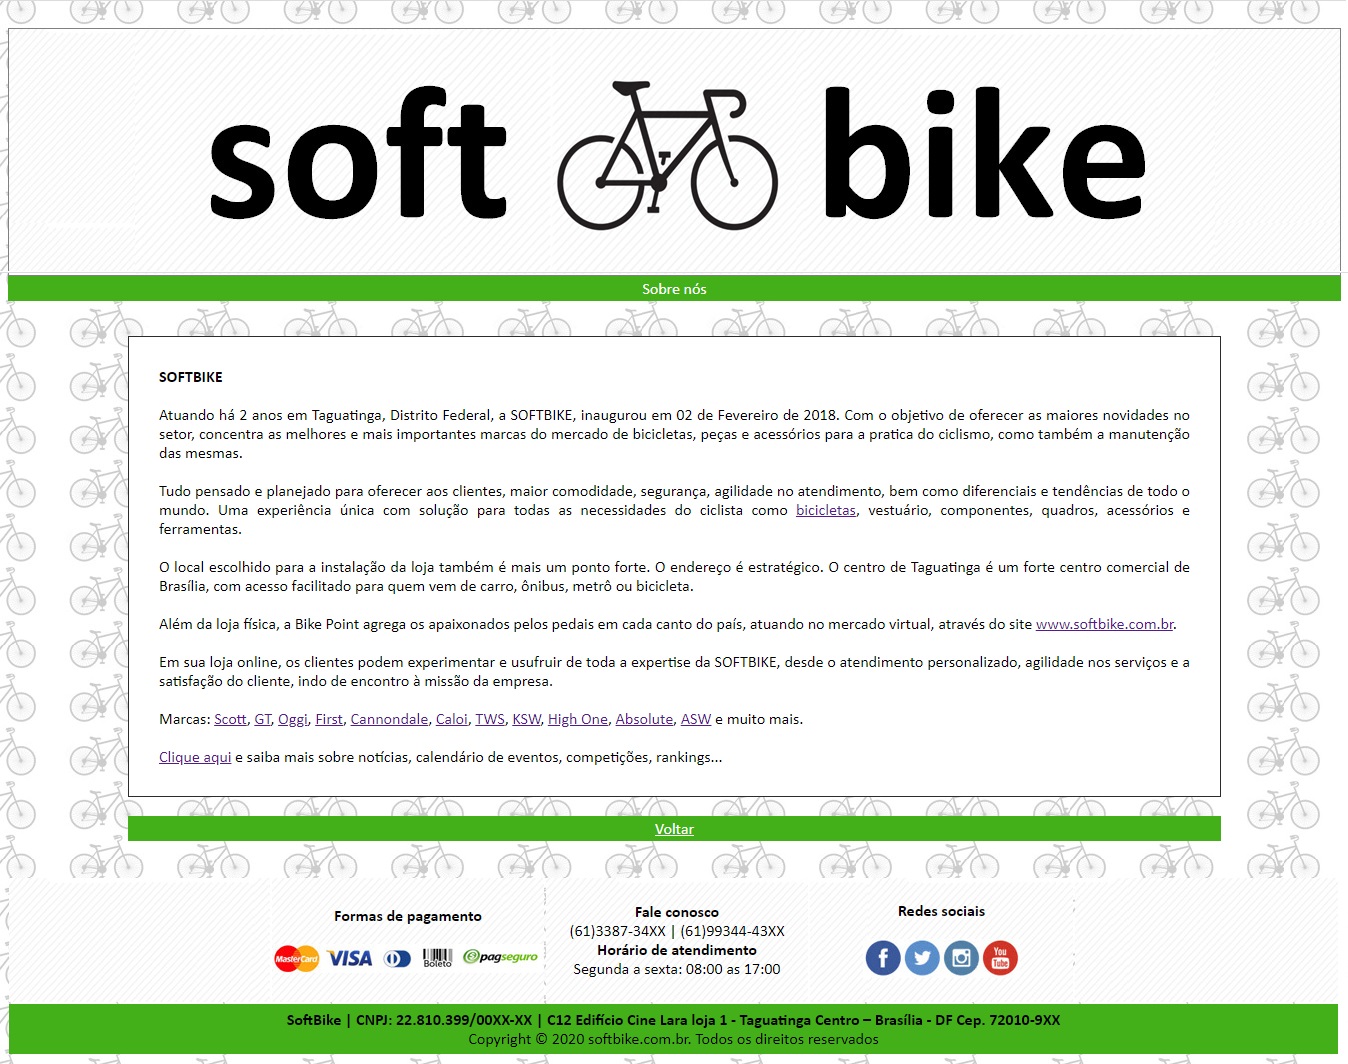 soft bike
Sobre nós
SOFTBIKE
Atuando há 2 anos em Taguatinga, Distrito Federal, a SOFTBIKE, inaugurou em 02 de Fevereiro de 2018. Com o objetivo de oferecer as maiores novidades no
setor, concentra as melhores e mais importantes marcas do mercado de bicicletas, peças e acessórios para a pratica do ciclismo, como também a manutenção
das mesmas.
Tudo pensado e planejado para oferecer aos clientes, maior comodidade, segurança, agilidade no atendimento, bem como diferenciais e tendências de todo o
mundo. Uma experiência única com solução para todas as necessidades do ciclista como bicicletas, vestuário, componentes, quadros, acessórios e
ferramentas.
O local escolhido para a instalação da loja também é mais um ponto forte. O endereço é estratégico. O centro de Taguatinga é um forte centro comercial de
Brasília, com acesso facilitado para quem vem de carro, ônibus, metrô ou bicicleta.
Além da loja física, a Bike Point agrega os apaixonados pelos pedais em cada canto do país, atuando no mercado virtual, através do site www.softbike.com.br.
Em sua loja online, os clientes podem experimentar e usufruir de toda a expertise da SOFTBIKE, desde o atendimento personalizado, agilidade nos serviços e a
satisfação do cliente, indo de encontro à missão da empresa.
Marcas: Scott, GT, Oggi, First, Cannondale, Caloi, TWS, KSW, High One, Absolute, ASW e muito mais.
Clique aqui e saiba mais sobre notícias, calendário de eventos, competições, rankings...
Voltar
Formas de pagamento
MasterCard VISA Boleto pagseguro
Fale conosco
(61)3387-34XX | (61)99344-43XX
Horário de atendimento
Segunda a sexta: 08:00 as 17:00
Redes sociais
f You Tube
SoftBike | CNPJ: 22.810.399/00XX-XX | C12 Edifício Cine Lara loja 1 - Taguatinga Centro – Brasília - DF Cep. 72010-9XX
Copyright © 2020 softbike.com.br. Todos os direitos reservados